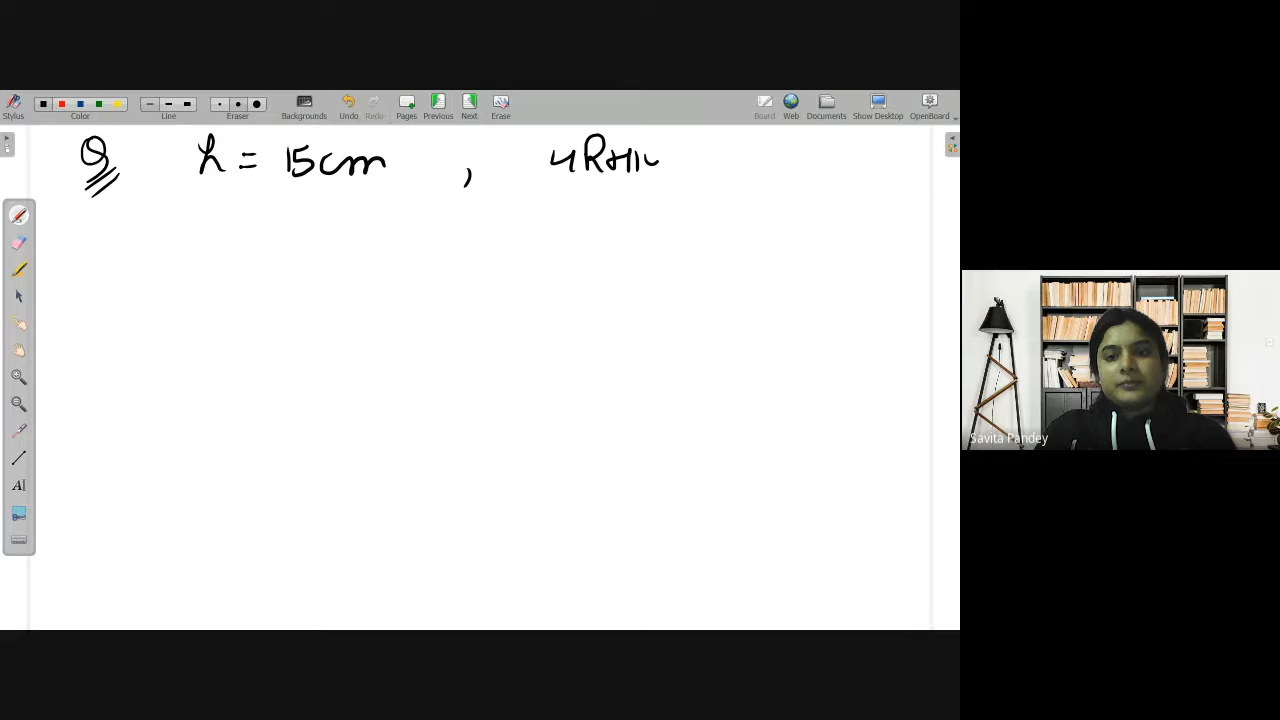 Stylus Color Line Eraser Backgrounds Undo Redo Pages Previous Next Erase Board Web Documents Show Desktop OpenBoard
Q h = 15cm ,
Savita Pandey